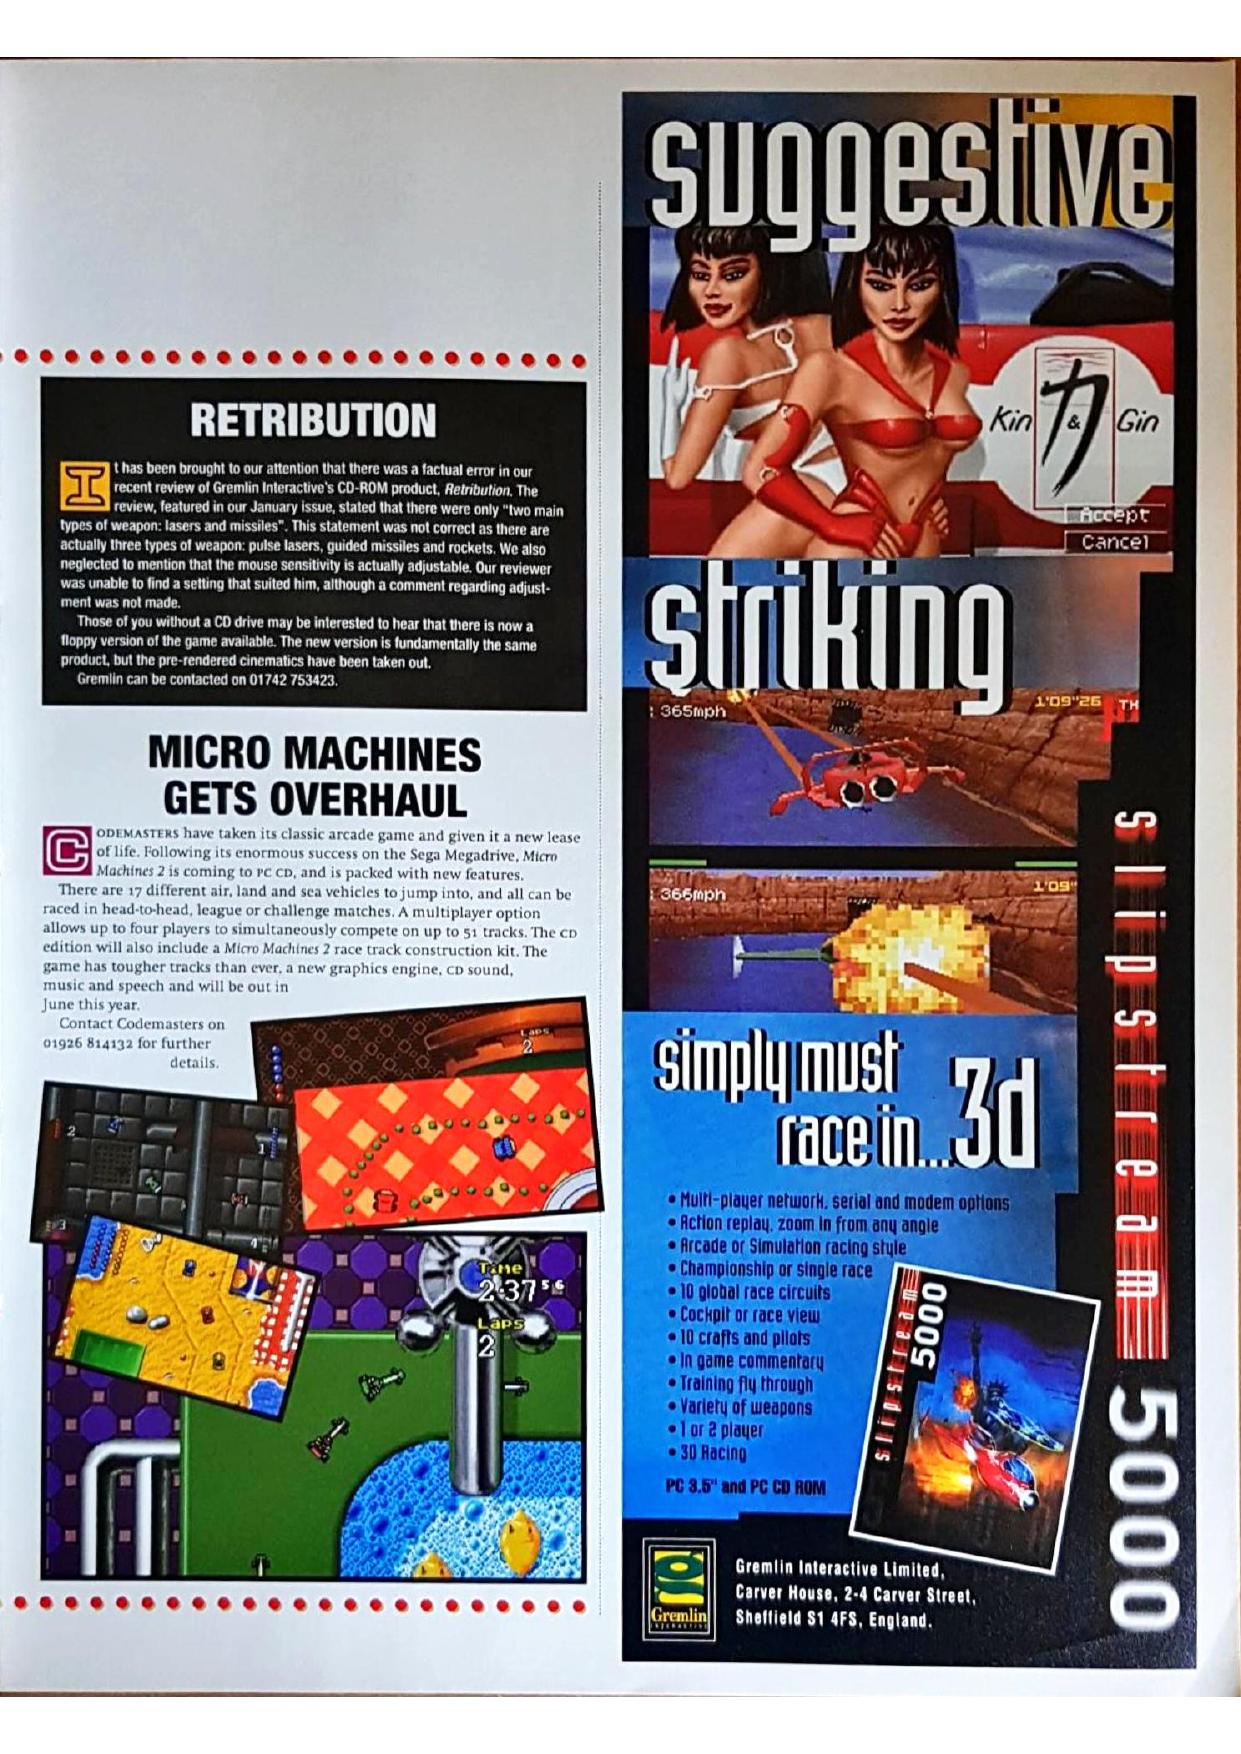 RETRIBUTION
It has been brought to our attention that there was a factual error in our
recent review of Gremlin Interactive's CD-ROM product, Retribution. The
review, featured in our January issue, stated that there were only "two main
types of weapon: lasers and missiles". This statement was not correct as there are
actually three types of weapon: pulse lasers, guided missiles and rockets. We also
neglected to mention that the mouse sensitivity is actually adjustable. Our reviewer
was unable to find a setting that suited him, although a comment regarding adjust-
ment was not made.
Those of you without a CD drive may be interested to hear that there is now a
floppy version of the game available. The new version is fundamentally the same
product, but the pre-rendered cinematics have been taken out.
Gremlin can be contacted on 01742 753423.
MICRO MACHINES
GETS OVERHAUL
CODEMASTERS have taken its classic arcade game and given it a new lease
of life. Following its enormous success on the Sega Megadrive, Micro
Machines 2 is coming to PC CD, and is packed with new features.
There are 17 different air, land and sea vehicles to jump into, and all can be
raced in head-to-head, league or challenge matches. A multiplayer option
allows up to four players to simultaneously compete on up to 51 tracks. The CD
edition will also include a Micro Machines 2 race track construction kit. The
game has tougher tracks than ever, a new graphics engine, CD sound,
music and speech and will be out in
June this year.
Contact Codemasters on
01926 814132 for further
details.
Laps
2
2
1
3
4
Time
2:37 56
Laps
2
suggestive
Kin & Gin
力
Accept
Cancel
striking
: 365mph
1'09"26
TH
: 366mph
1'09"
simply must
race in... 3d
• Multi-player network, serial and modem options
• Action replay, zoom in from any angle
• Arcade or Simulation racing style
• Championship or single race
• 10 global race circuits
• Cockpit or race view
• 10 crafts and pilots
• In game commentary
• Training fly through
• Variety of weapons
• 1 or 2 player
• 3D Racing
PC 3.5" and PC CD ROM
slipstream 5000
slipstream 5000
Gremlin
INTERACTIVE
Gremlin Interactive Limited,
Carver House, 2-4 Carver Street,
Sheffield S1 4FS, England.